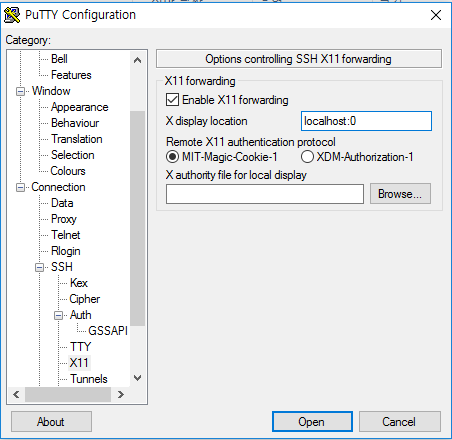 PuTTY Configuration
Category:
Bell
Features
Window
Appearance
Behaviour
Translation
Selection
Colours
Connection
Data
Proxy
Telnet
Rlogin
SSH
Kex
Cipher
Auth
GSSAPI
TTY
X11
Tunnels
Options controlling SSH X11 forwarding
X11 forwarding
Enable X11 forwarding
X display location localhost:0
Remote X11 authentication protocol
MIT-Magic-Cookie-1 XDM-Authorization-1
X authority file for local display
Browse...
About Open Cancel